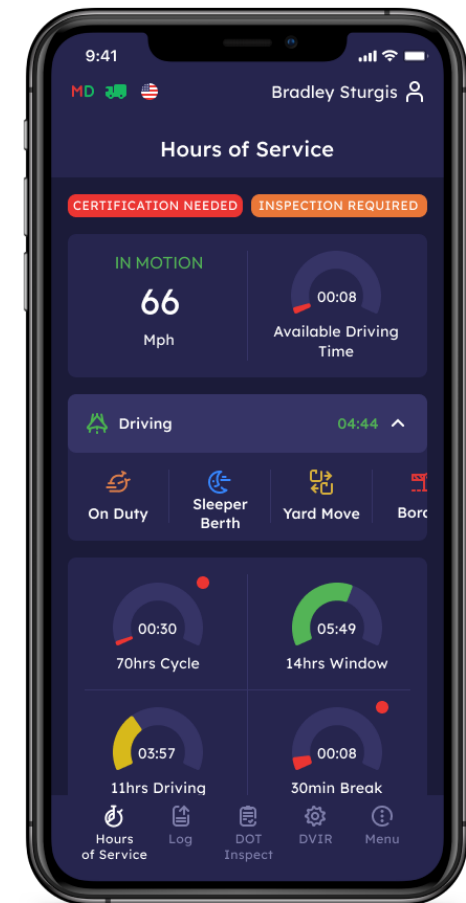 9:41
MD
Bradley Sturgis
Hours of Service
CERTIFICATION NEEDED INSPECTION REQUIRED
IN MOTION
66
Mph
00:08
Available Driving
Time
Driving 04:44
On Duty
Sleeper
Berth
Yard Move
Bord
00:30
70hrs Cycle
05:49
14hrs Window
03:57
11hrs Driving
00:08
30min Break
Hours
of Service
Log
DOT
Inspect
DVIR
Menu